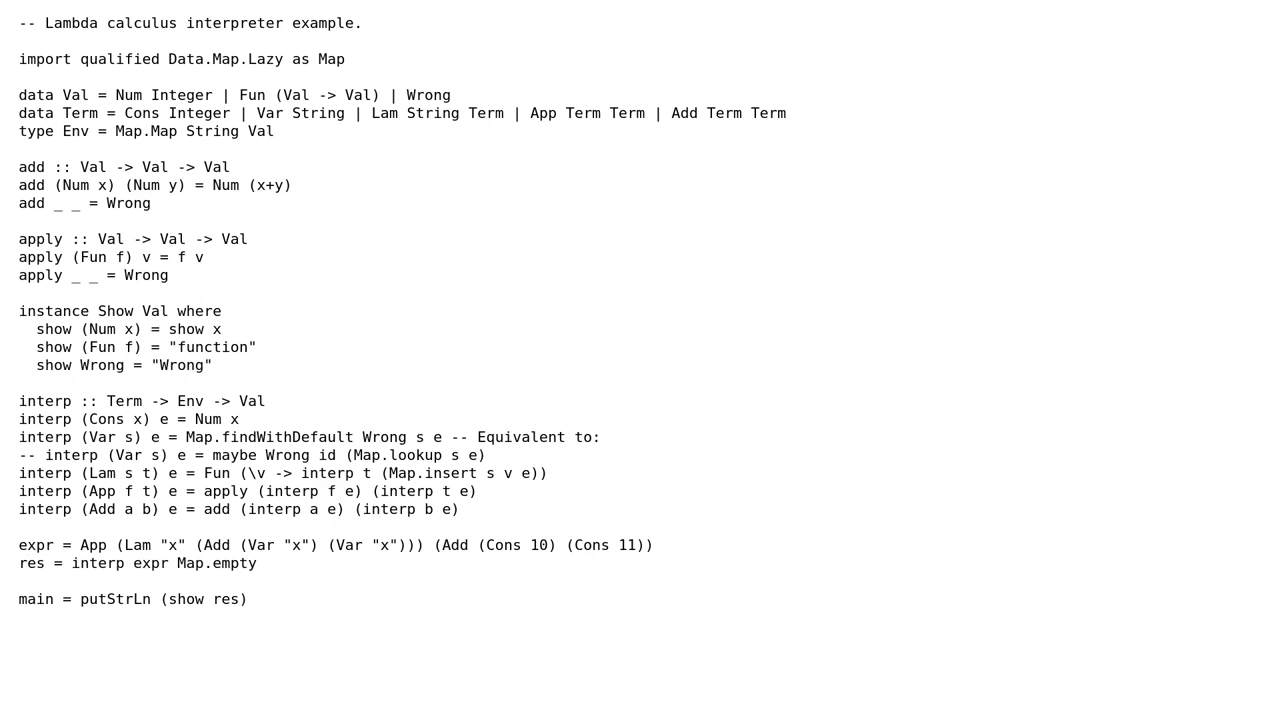 -- Lambda calculus interpreter example.
import qualified Data.Map.Lazy as Map
data Val = Num Integer | Fun (Val -> Val) | Wrong
data Term = Cons Integer | Var String | Lam String Term | App Term Term | Add Term Term
type Env = Map.Map String Val
add :: Val -> Val -> Val
add (Num x) (Num y) = Num (x+y)
add _ _ = Wrong
apply :: Val -> Val -> Val
apply (Fun f) v = f v
apply _ _ = Wrong
instance Show Val where
  show (Num x) = show x
  show (Fun f) = "function"
  show Wrong = "Wrong"
interp :: Term -> Env -> Val
interp (Cons x) e = Num x
interp (Var s) e = Map.findWithDefault Wrong s e -- Equivalent to:
-- interp (Var s) e = maybe Wrong id (Map.lookup s e)
interp (Lam s t) e = Fun (\v -> interp t (Map.insert s v e))
interp (App f t) e = apply (interp f e) (interp t e)
interp (Add a b) e = add (interp a e) (interp b e)
expr = App (Lam "x" (Add (Var "x") (Var "x"))) (Add (Cons 10) (Cons 11))
res = interp expr Map.empty
main = putStrLn (show res)